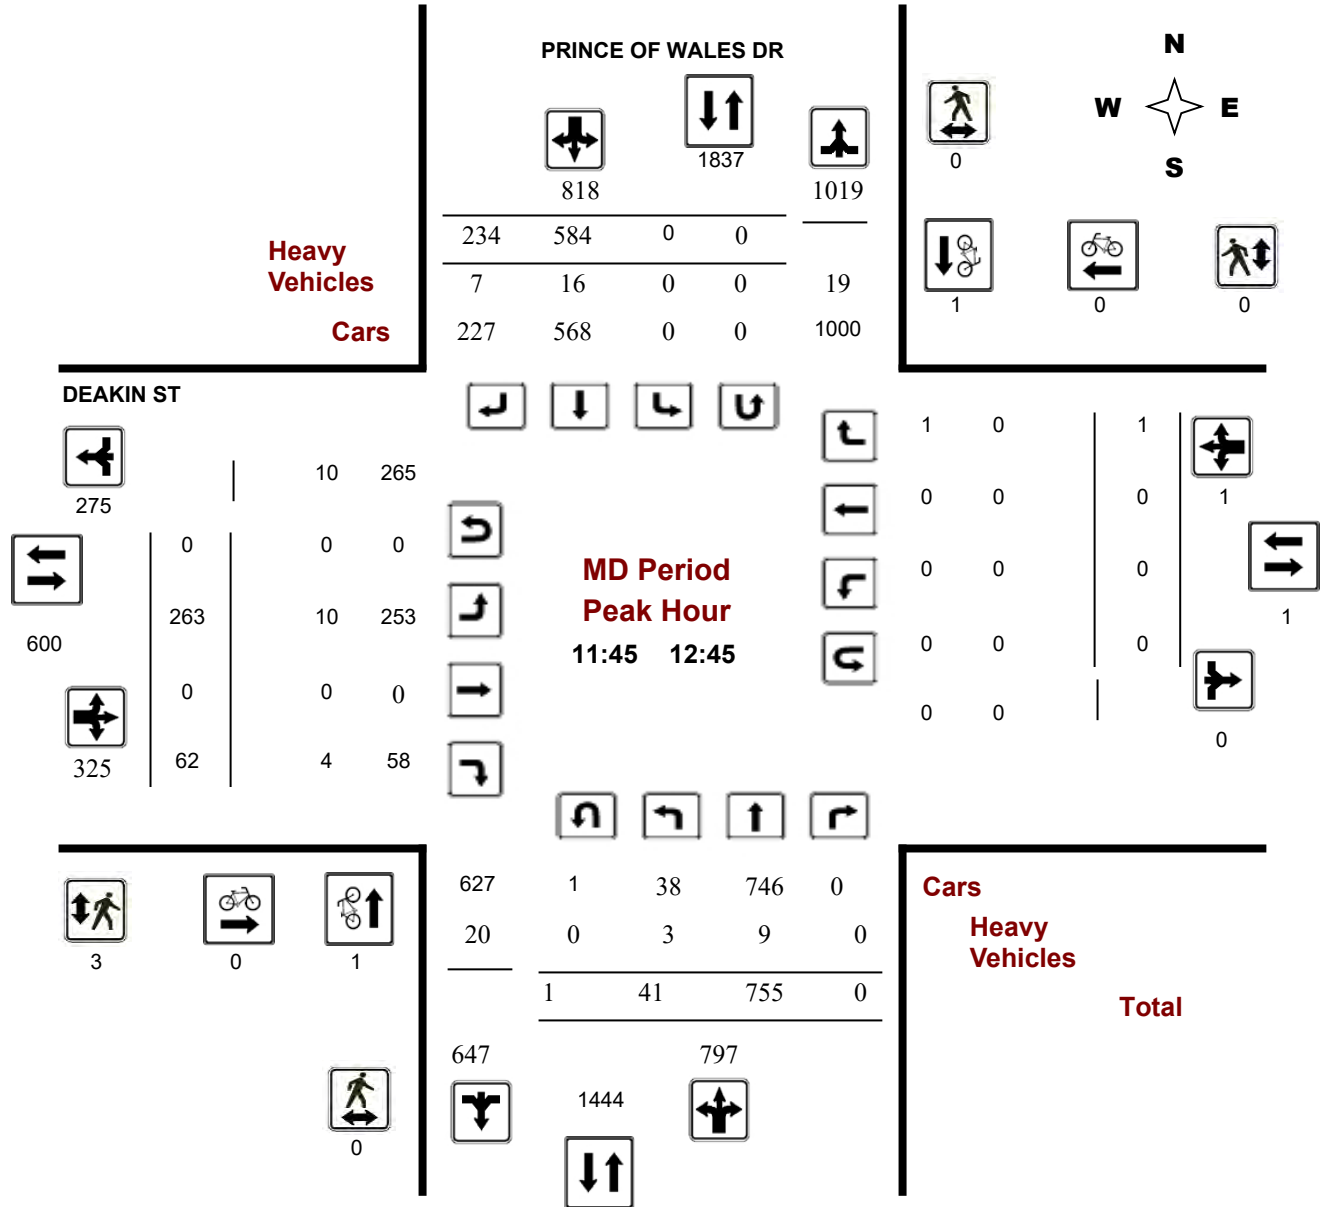 PRINCE OF WALES DR
N
W E
S
1837
818
1019
0
234 584 0 0
Heavy
Vehicles
7 16 0 0 19
1 0 0
Cars
227 568 0 0 1000
DEAKIN ST
1 0 1
10 265
275
0 0 0 1
0 0 0
MD Period
0 0 0
Peak Hour
263 10 253
1
600
11:45 12:45
0 0 0
0 0 0
0 0
0
325
62 4 58
627 1 38 746 0
Cars
20 0 3 9 0
Heavy
Vehicles
3 0 1
1 41 755 0
Total
647 797
1444
0